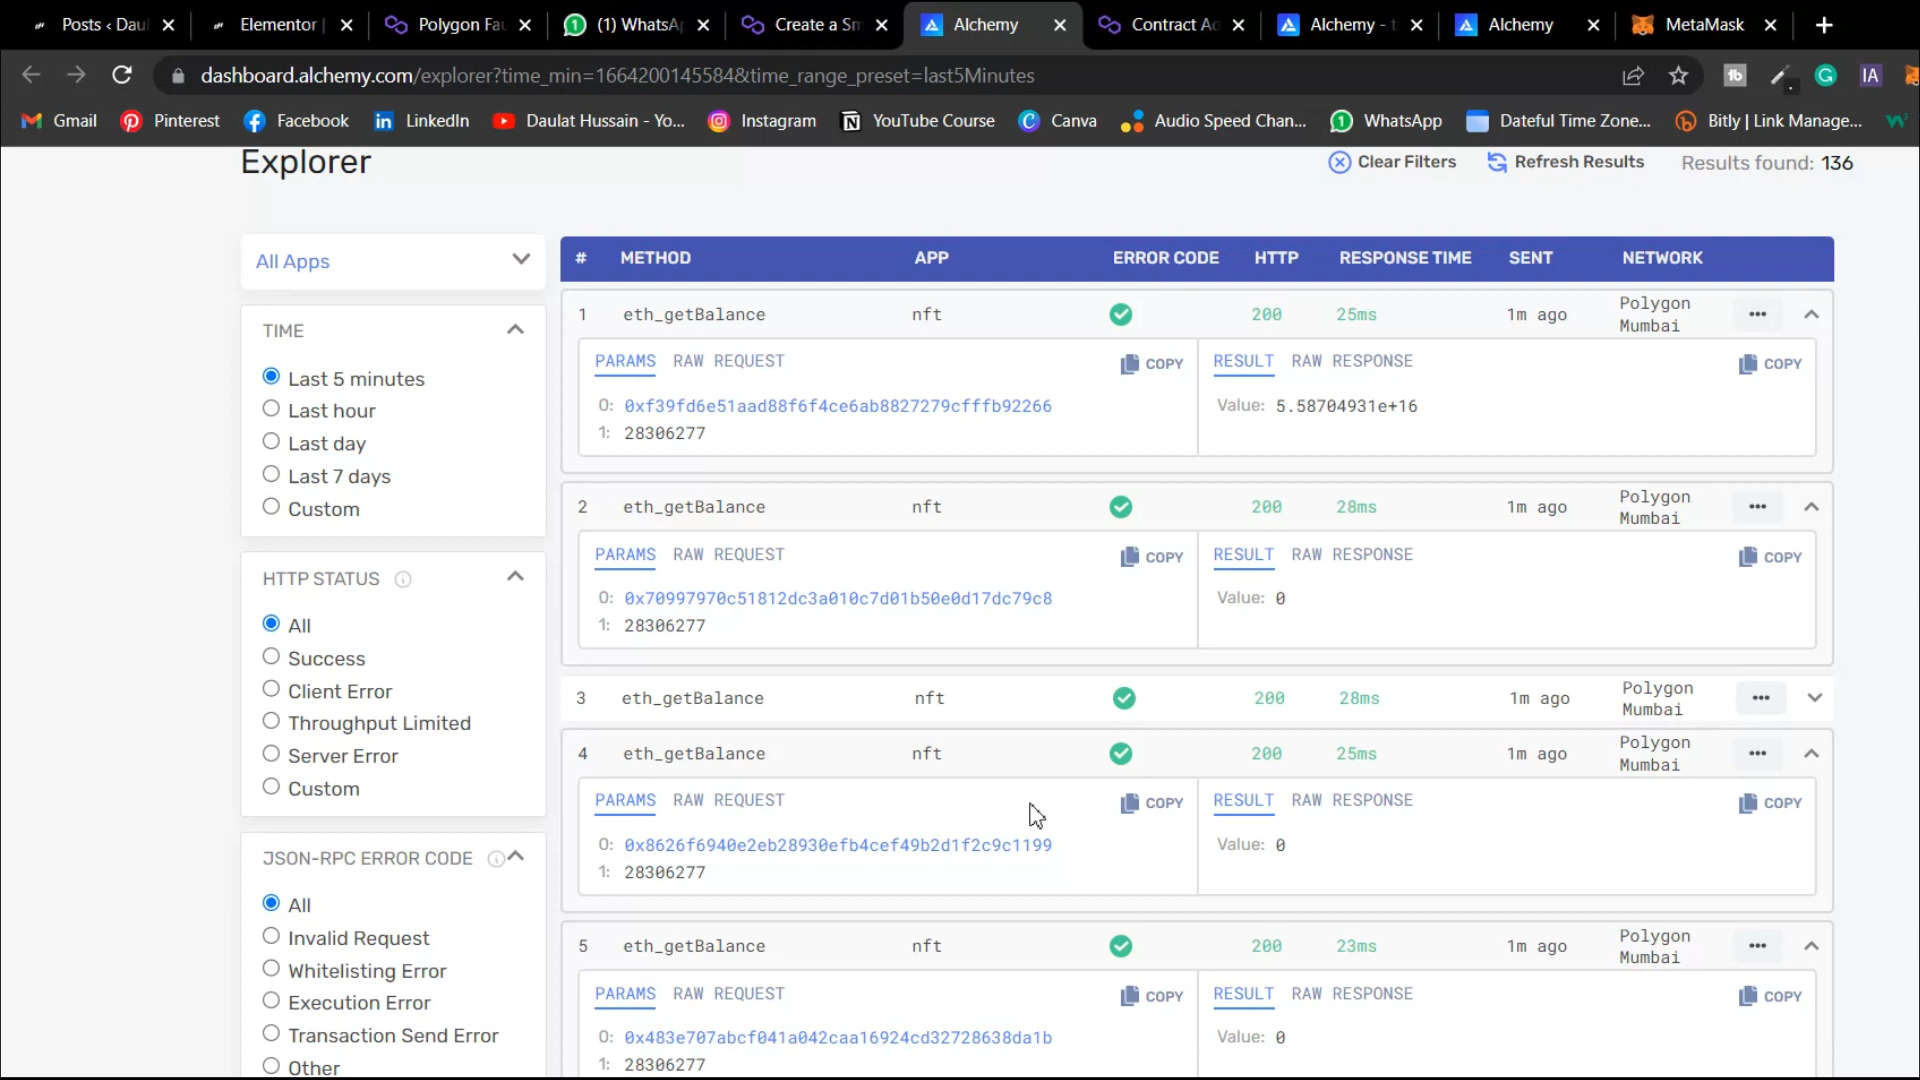 Posts ‹ Daul
Elementor |
Polygon Fau
(1) WhatsAp
Create a Sm
Alchemy
Contract Ad
Alchemy - t
Alchemy
MetaMask
dashboard.alchemy.com/explorer?time_min=1664200145584&time_range_preset=last5Minutes
Gmail
Pinterest
Facebook
LinkedIn
Daulat Hussain - Yo...
Instagram
YouTube Course
Canva
Audio Speed Chan...
WhatsApp
Dateful Time Zone...
Bitly | Link Manage...
Explorer
Clear Filters
Refresh Results
Results found: 136
All Apps
TIME
Last 5 minutes
Last hour
Last day
Last 7 days
Custom
HTTP STATUS
All
Success
Client Error
Throughput Limited
Server Error
Custom
JSON-RPC ERROR CODE
All
Invalid Request
Whitelisting Error
Execution Error
Transaction Send Error
Other
# METHOD APP ERROR CODE HTTP RESPONSE TIME SENT NETWORK
1 eth_getBalance nft 200 25ms 1m ago Polygon Mumbai
PARAMS RAW REQUEST COPY RESULT RAW RESPONSE COPY
0: 0xf39fd6e51aad88f6f4ce6ab8827279cfffb92266 Value: 5.58704931e+16
1: 28306277
2 eth_getBalance nft 200 28ms 1m ago Polygon Mumbai
PARAMS RAW REQUEST COPY RESULT RAW RESPONSE COPY
0: 0x70997970c51812dc3a010c7d01b50e0d17dc79c8 Value: 0
1: 28306277
3 eth_getBalance nft 200 28ms 1m ago Polygon Mumbai
4 eth_getBalance nft 200 25ms 1m ago Polygon Mumbai
PARAMS RAW REQUEST COPY RESULT RAW RESPONSE COPY
0: 0x8626f6940e2eb28930efb4cef49b2d1f2c9c1199 Value: 0
1: 28306277
5 eth_getBalance nft 200 23ms 1m ago Polygon Mumbai
PARAMS RAW REQUEST COPY RESULT RAW RESPONSE COPY
0: 0x483e707abcf041a042caa16924cd32728638da1b Value: 0
1: 28306277